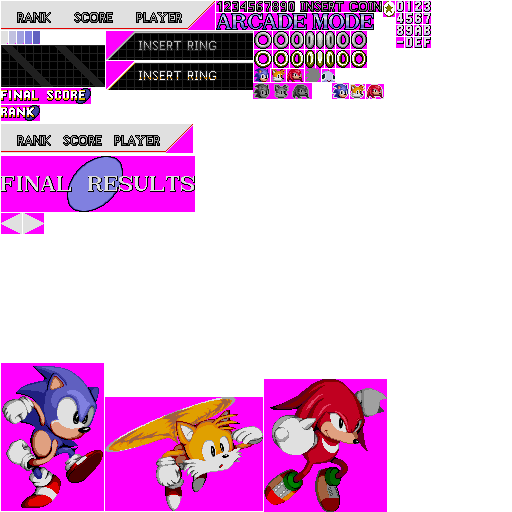 RANK SCORE PLAYER
1234567890 INSERT COIN
ARCADE MODE
0123
4567
89AB
-DEF
INSERT RING
INSERT RING
FINAL SCORE
RANK
RANK SCORE PLAYER
FINAL RESULTS